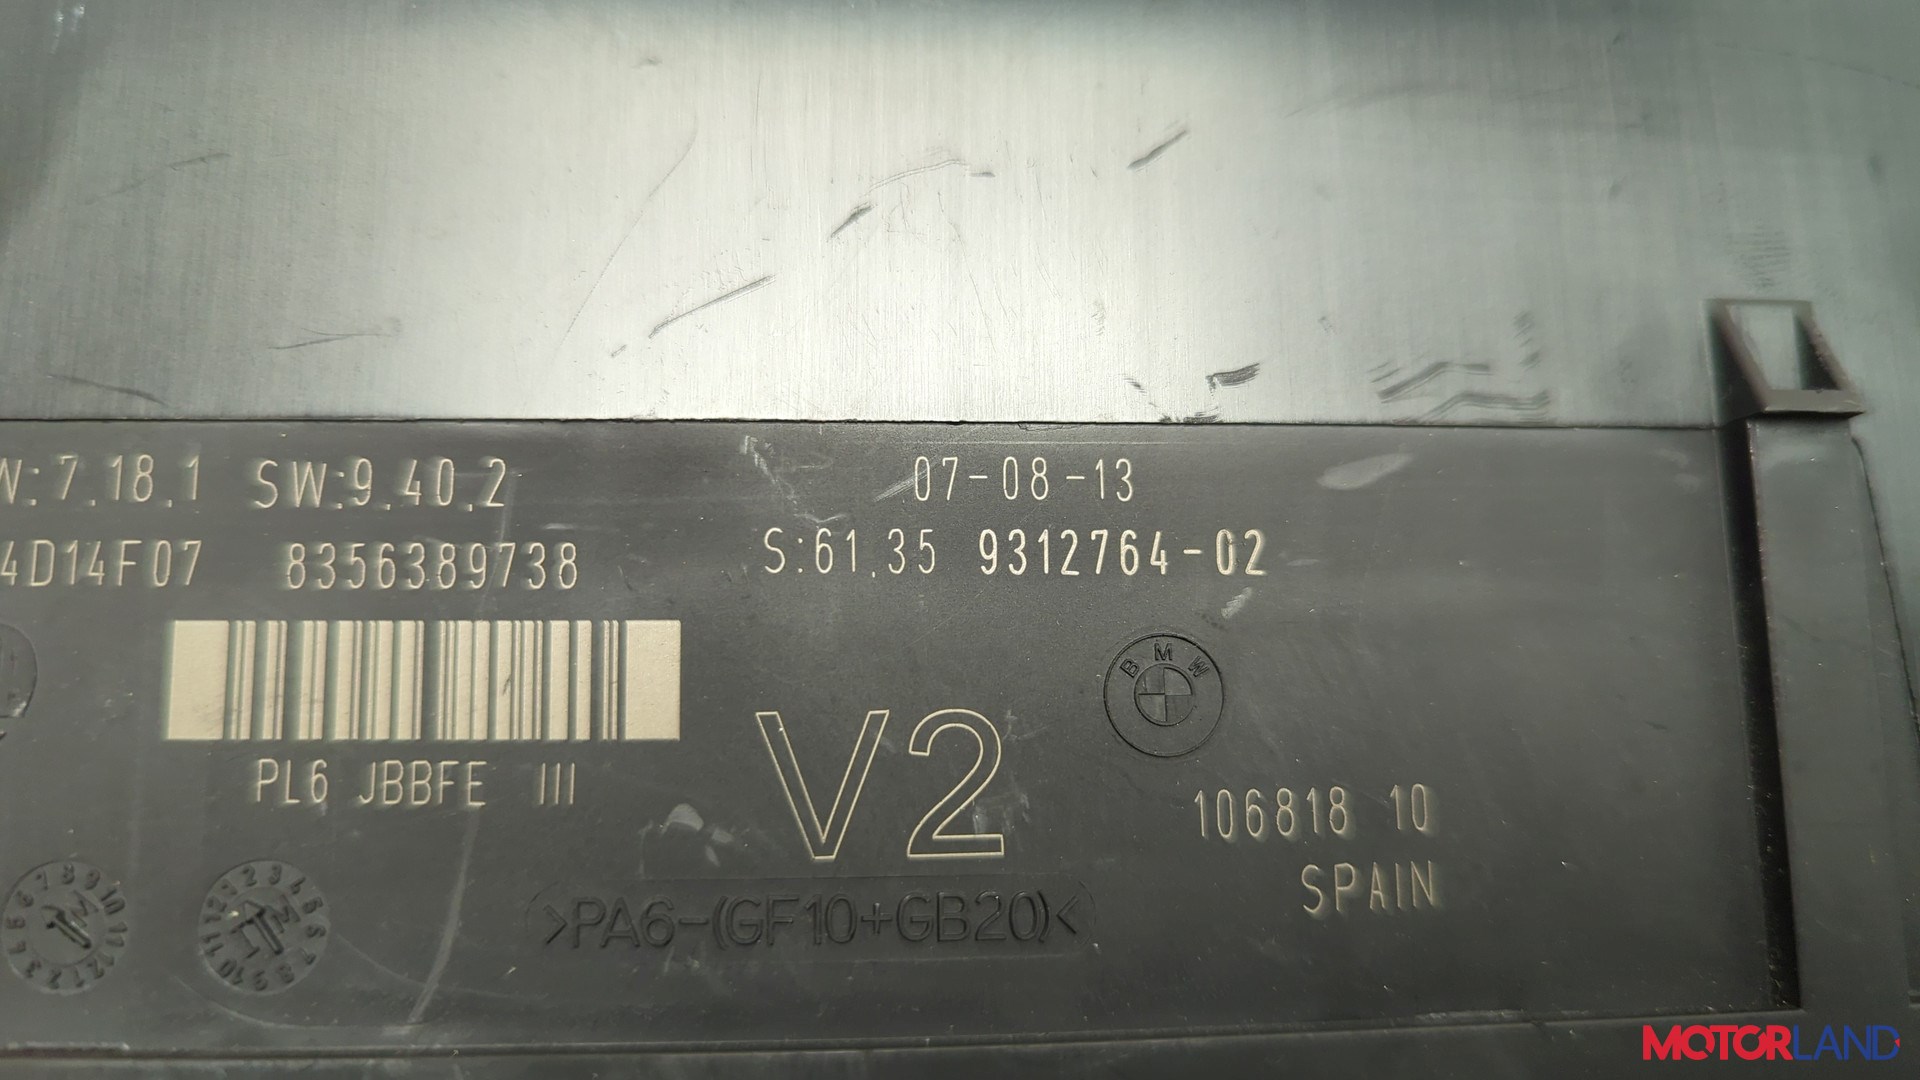 W:7.18.1 SW:9.40.2
07-08-13
4D14F07 8356389738
S:61.35 9312764-02
BMW
PL6 JBBFE III
V2
106818 10
SPAIN
>PA6-(GF10+GB20)<
MOTORLAND